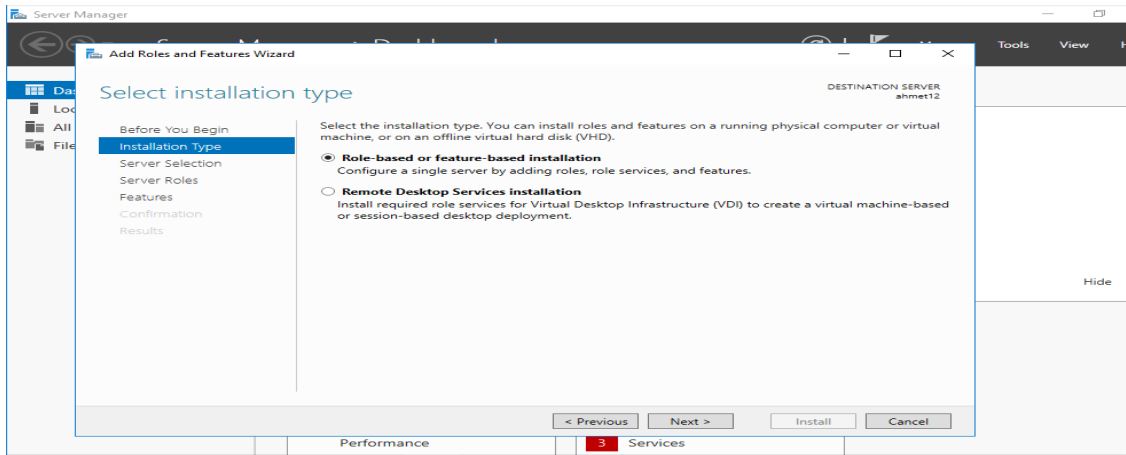 Server Manager
Add Roles and Features Wizard
Tools View
Select installation type
DESTINATION SERVER
ahmet12
Before You Begin
Installation Type
Server Selection
Server Roles
Features
Confirmation
Results
Select the installation type. You can install roles and features on a running physical computer or virtual
machine, or on an offline virtual hard disk (VHD).
Role-based or feature-based installation
Configure a single server by adding roles, role services, and features.
Remote Desktop Services installation
Install required role services for Virtual Desktop Infrastructure (VDI) to create a virtual machine-based
or session-based desktop deployment.
All
File
Hide
< Previous
Next >
Install
Cancel
Performance
3 Services